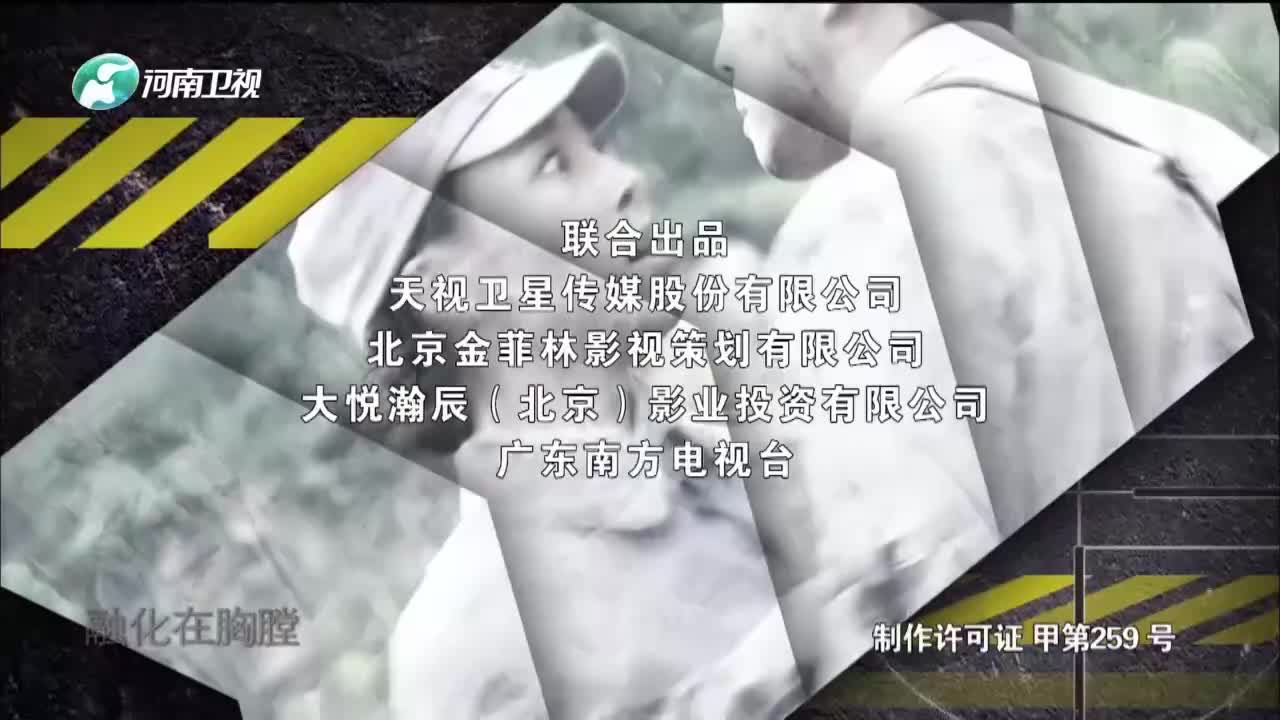 河南卫视
联合出品
天视卫星传媒股份有限公司
北京金菲林影视策划有限公司
大悦瀚辰（北京）影业投资有限公司
广东南方电视台
融化在胸膛
制作许可证 甲第259 号